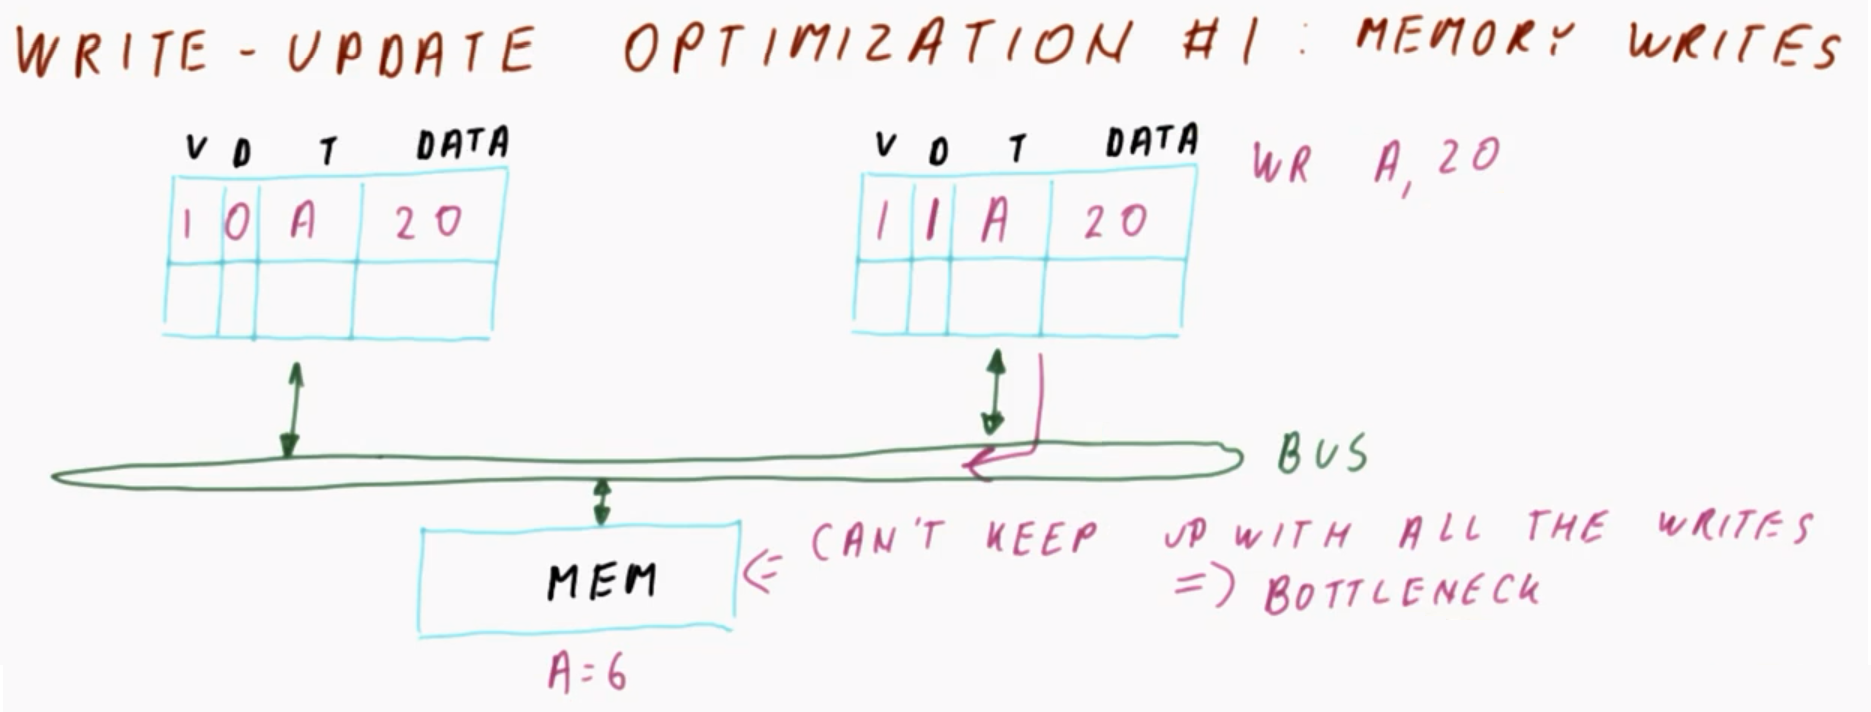 WRITE-UPDATE OPTIMIZATION #1: MEMORY WRITES
V D T DATA
1 0 A 20
V D T DATA
1 1 A 20
WR A, 20
BUS
MEM
A=6
<= CAN'T KEEP UP WITH ALL THE WRITES
=> BOTTLENECK